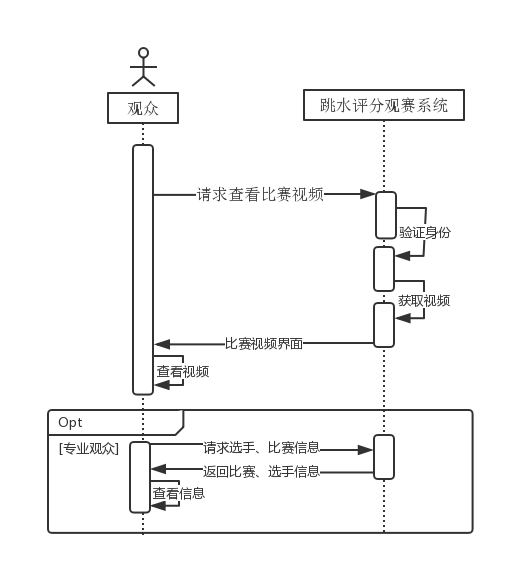 观众
跳水评分观赛系统
请求查看比赛视频
验证身份
获取视频
比赛视频界面
查看视频
Opt
[专业观众]
请求选手、比赛信息
返回比赛、选手信息
查看信息